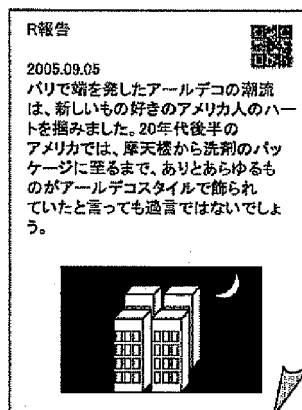 R報告
2005.09.05
パリで端を発したアールデコの潮流
は、新しいもの好きのアメリカ人のハー
トを掴みました。20年代後半の
アメリカでは、摩天楼から洗剤のパッ
ケージに至るまで、ありとあらゆるも
のがアールデコスタイルで飾られ
ていたと言っても過言ではないでしょ
う。